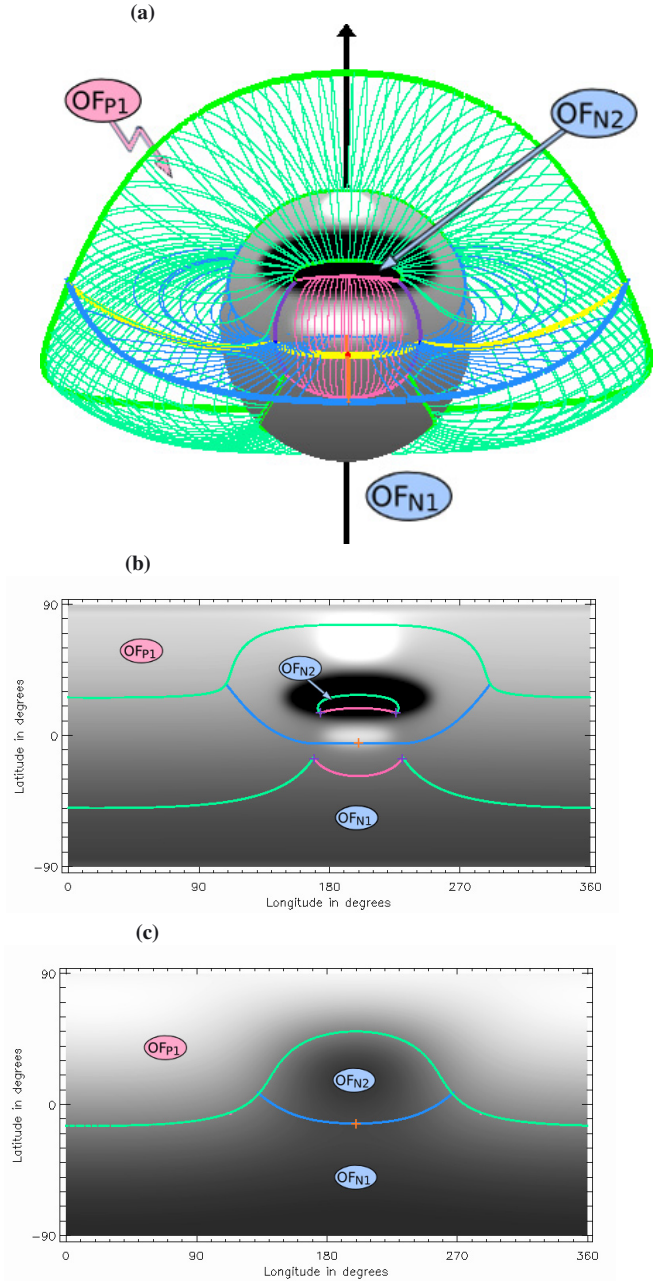 (a)
OFP1
OFN2
OFN1
(b)
90
OFP1
OFN2
0
OFN1
-90
0 90 180 270 360
Latitude in degrees
Longitude in degrees
(c)
90
OFP1
OFN2
0
OFN1
-90
0 90 180 270 360
Latitude in degrees
Longitude in degrees